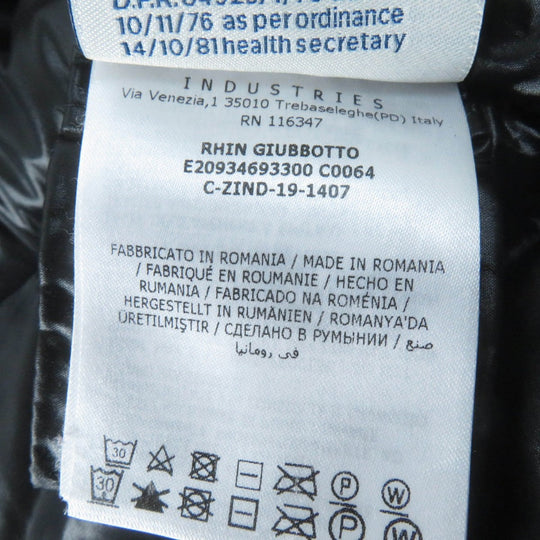 10/11/76 as per ordinance
14/10/81 health secretary
INDUSTRIES
Via Venezia,1 35010 Trebaseleghe(PD) Italy
RN 116347
RHIN GIUBBOTTO
E20934693300 C0064
C-ZIND-19-1407
FABBRICATO IN ROMANIA / MADE IN ROMANIA
/ FABRIQUÉ EN ROUMANIE / HECHO EN
RUMANIA / FABRICADO NA ROMÉNIA /
HERGESTELLT IN RUMÄNIEN / ROMANYA'DA
ÜRETILMIŞTIR / СДЕЛАНО В РУМЫНИИ / صنع
في رومانيا
30 P W
30 P W